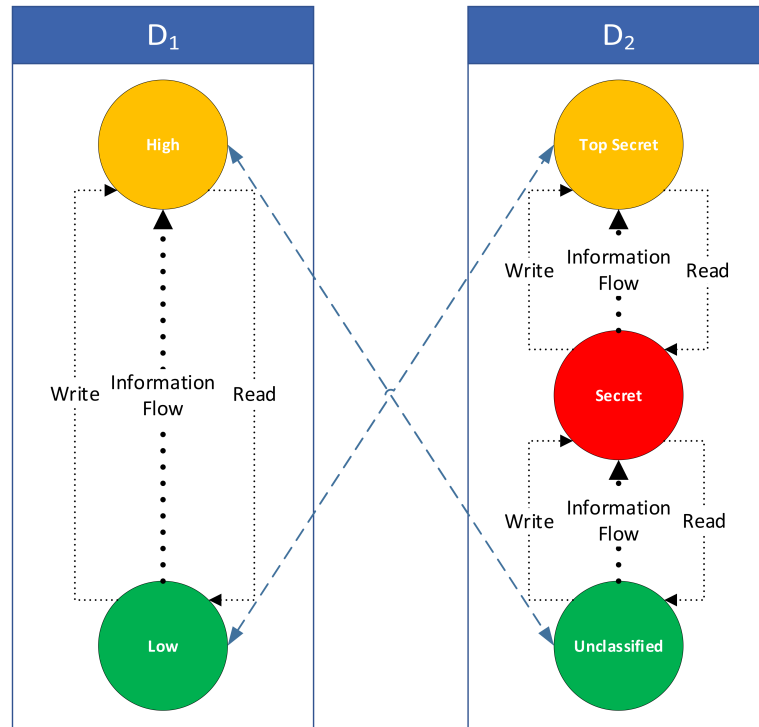 D₁
High
Write
Information
Flow
Read
Low
D₂
Top Secret
Write
Information
Flow
Read
Secret
Write
Information
Flow
Read
Unclassified